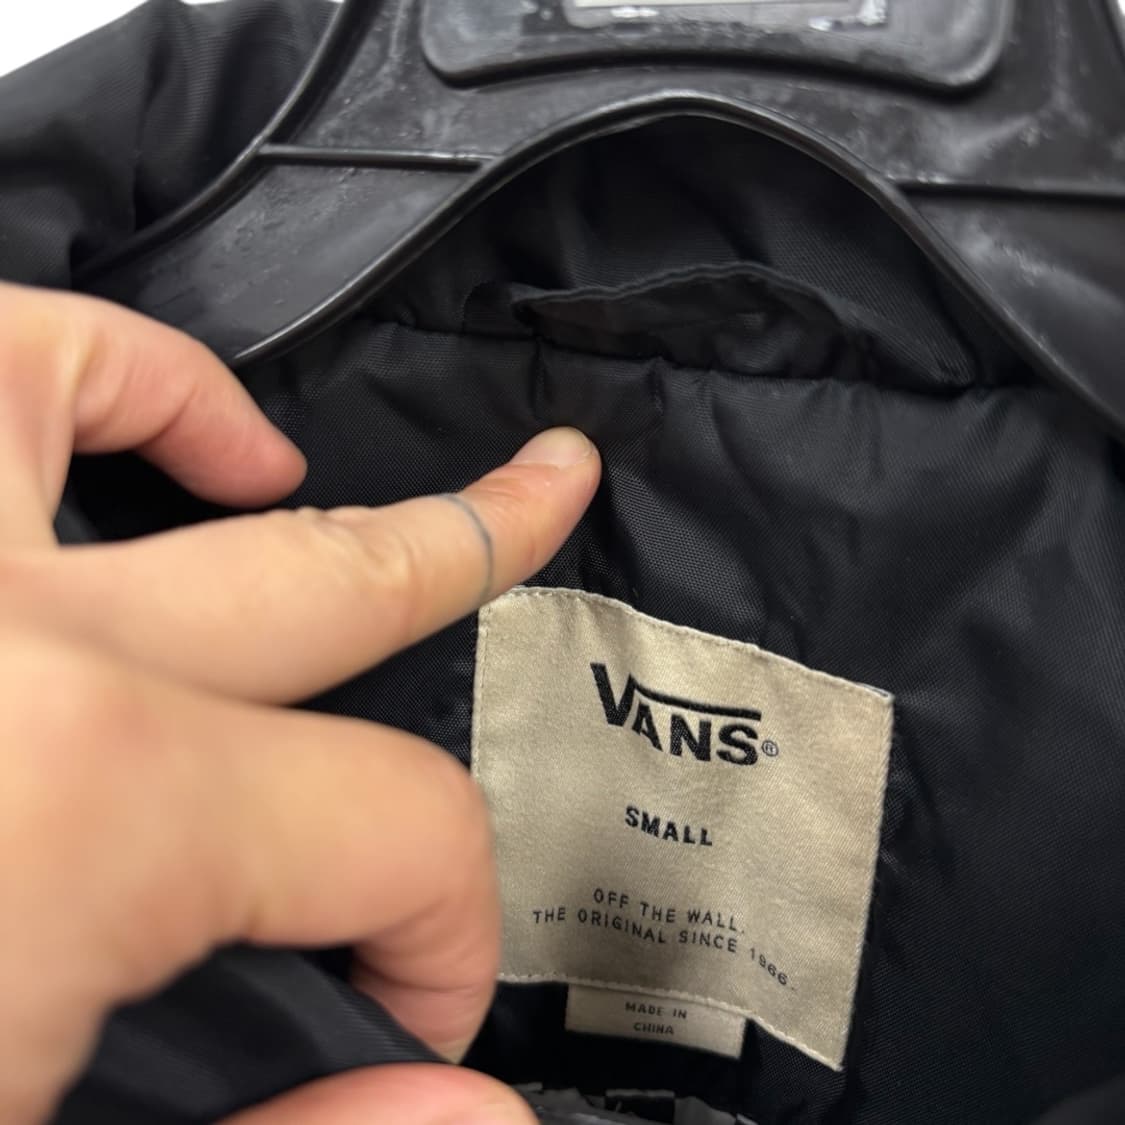 VANS®
SMALL
OFF THE WALL.
THE ORIGINAL SINCE 1966.
MADE IN
CHINA